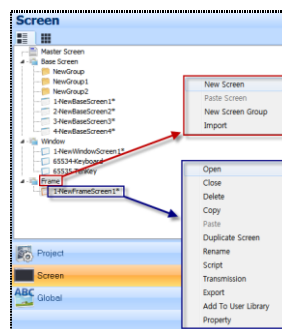 Screen
Master Screen
Base Screen
NewGroup
NewGroup1
NewGroup2
1-NewBaseScreen1*
2-NewBaseScreen2*
3-NewBaseScreen3*
4-NewBaseScreen4*
Window
1-NewWindowScreen1*
65534-Keyboard
65535-Tenkey
Frame
1-NewFrameScreen1*
New Screen
Paste Screen
New Screen Group
Import
Open
Close
Delete
Copy
Paste
Duplicate Screen
Rename
Script
Transmission
Export
Add To User Library
Property
Project
Screen
ABC
Global